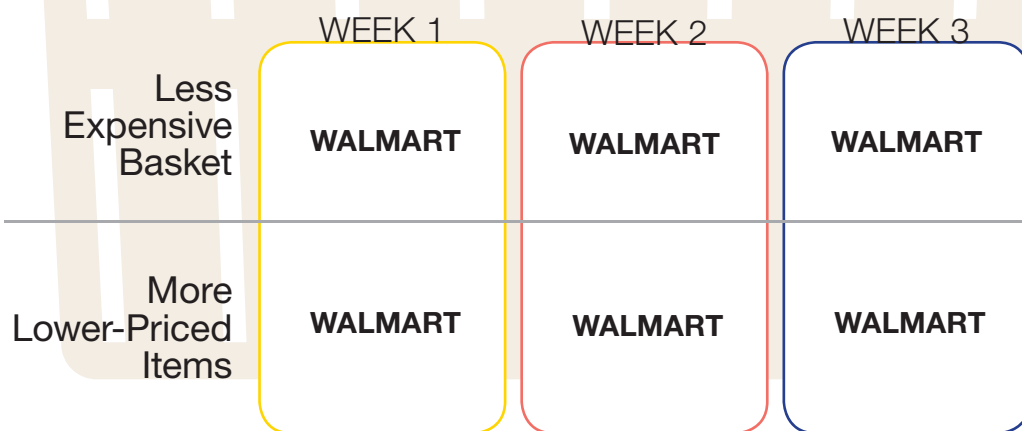 WEEK 1 WEEK 2 WEEK 3
Less
Expensive
Basket
WALMART WALMART WALMART
More
Lower-Priced
Items
WALMART WALMART WALMART